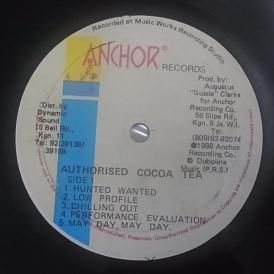 Recorded at Music Works Recording Studio
ANCHOR
RECORDS
Prod. by:
Augustus
"Gussie" Clarke
for Anchor
Recording Co.
56 Slipe Rd.,
Kgn. 5 Ja. W.I.
Tel:
(809)92-92074
℗1988 Anchor
Recording Co.
© Dubplate
Music (P.R.S.)
Dist. by
Dynamic
Sound
15 Bell Rd.,
Kgn. 11
Tel: 92/39138/
39168
AUTHORISED COCOA TEA
SIDE 1
1. HUNTED WANTED
2. LOW PROFILE
3. CHILLING OUT
4. PERFORMANCE EVALUATION
5. MAY DAY, MAY DAY